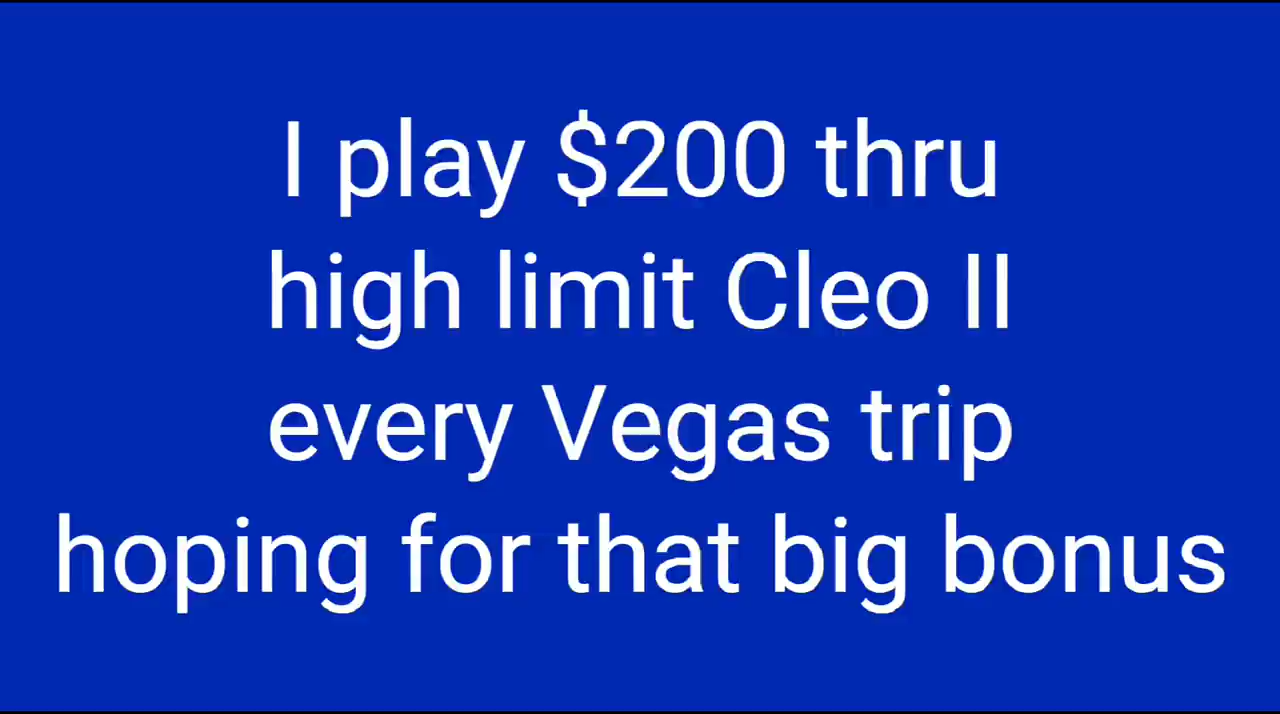 I play $200 thru
high limit Cleo II
every Vegas trip
hoping for that big bonus